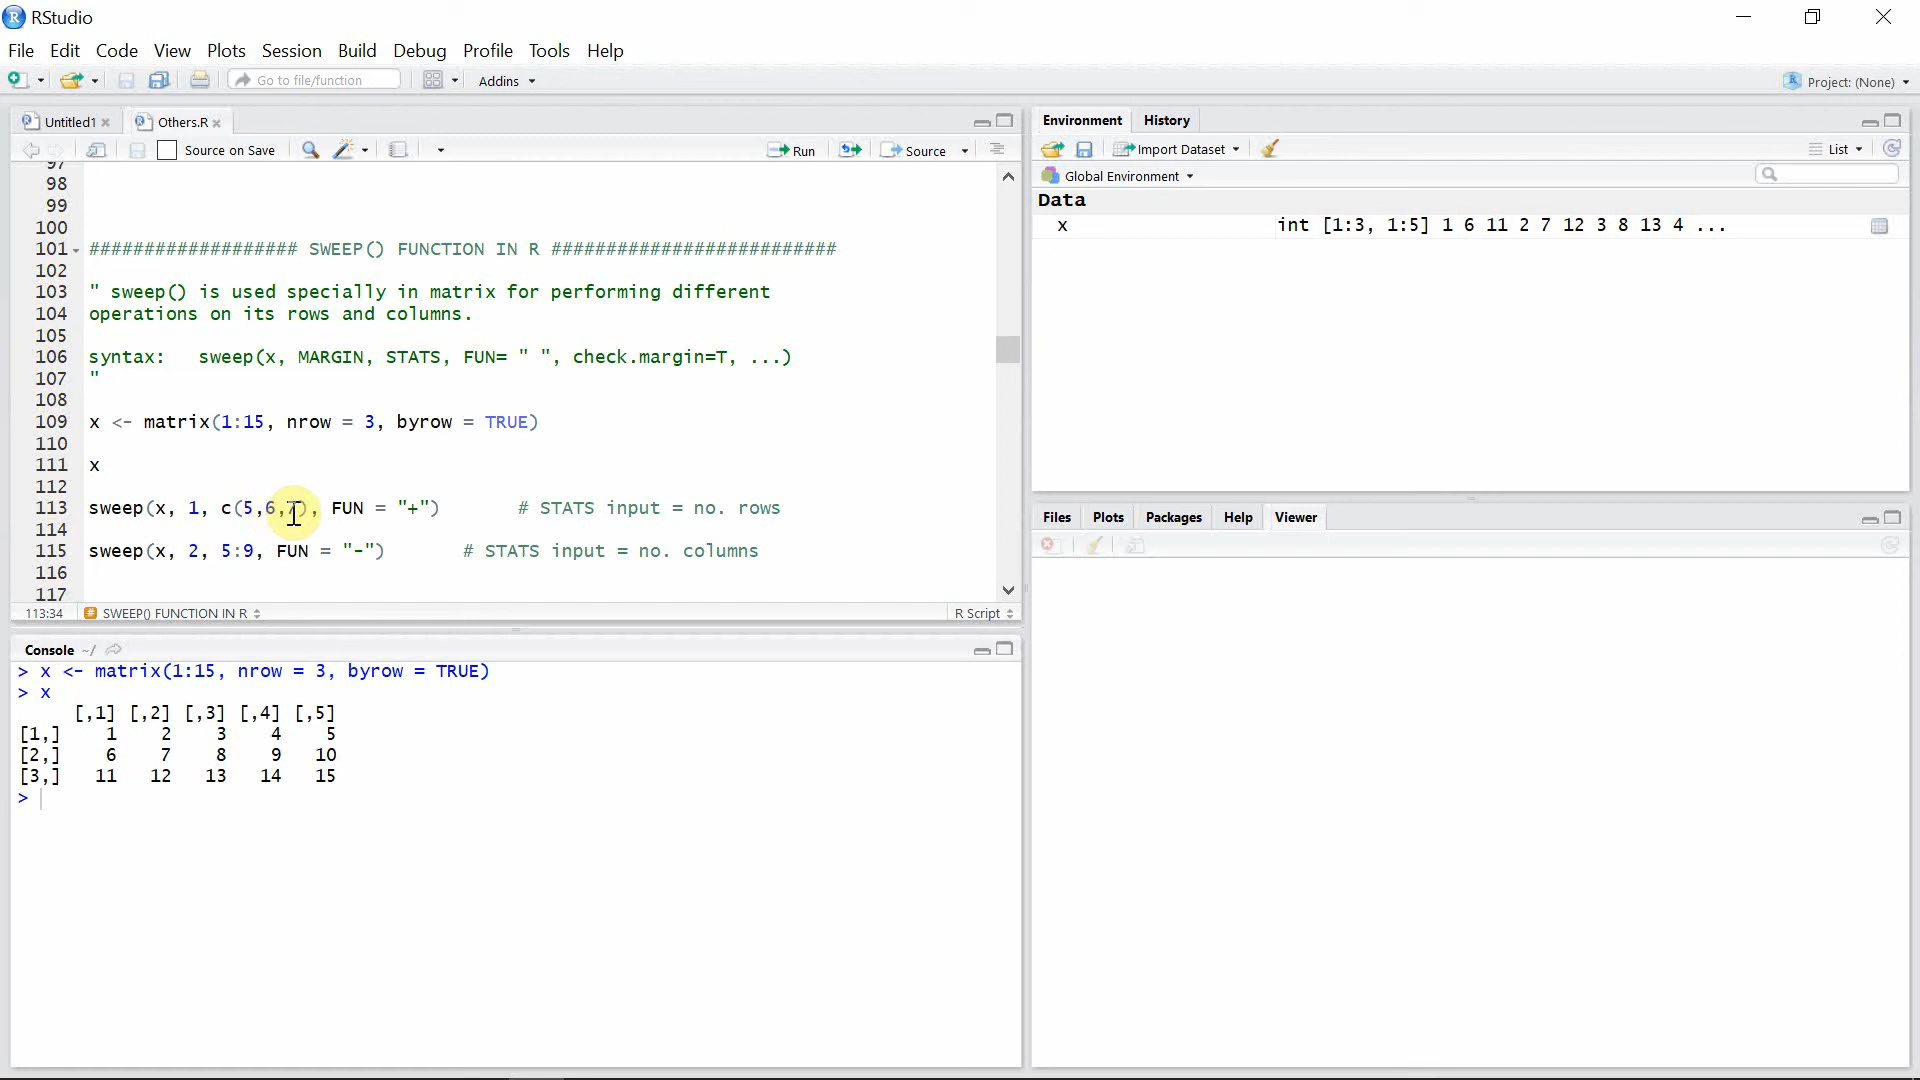 RStudio
File Edit Code View Plots Session Build Debug Profile Tools Help
Go to file/function Addins Project: (None)
Untitled1 Others.R
Source on Save Run Source
97
98
99
100
101 ################### SWEEP() FUNCTION IN R ##########################
102
103 " sweep() is used specially in matrix for performing different
104 operations on its rows and columns.
105
106 syntax: sweep(x, MARGIN, STATS, FUN= " ", check.margin=T, ...)
107 "
108
109 x <- matrix(1:15, nrow = 3, byrow = TRUE)
110
111 x
112
113 sweep(x, 1, c(5,6,7), FUN = "+") # STATS input = no. rows
114
115 sweep(x, 2, 5:9, FUN = "-") # STATS input = no. columns
116
117
113:34 SWEEP() FUNCTION IN R R Script
Console ~/
> x <- matrix(1:15, nrow = 3, byrow = TRUE)
> x
[,1] [,2] [,3] [,4] [,5]
[1,] 1 2 3 4 5
[2,] 6 7 8 9 10
[3,] 11 12 13 14 15
>
Environment History
Import Dataset List
Global Environment
Data
x int [1:3, 1:5] 1 6 11 2 7 12 3 8 13 4 ...
Files Plots Packages Help Viewer